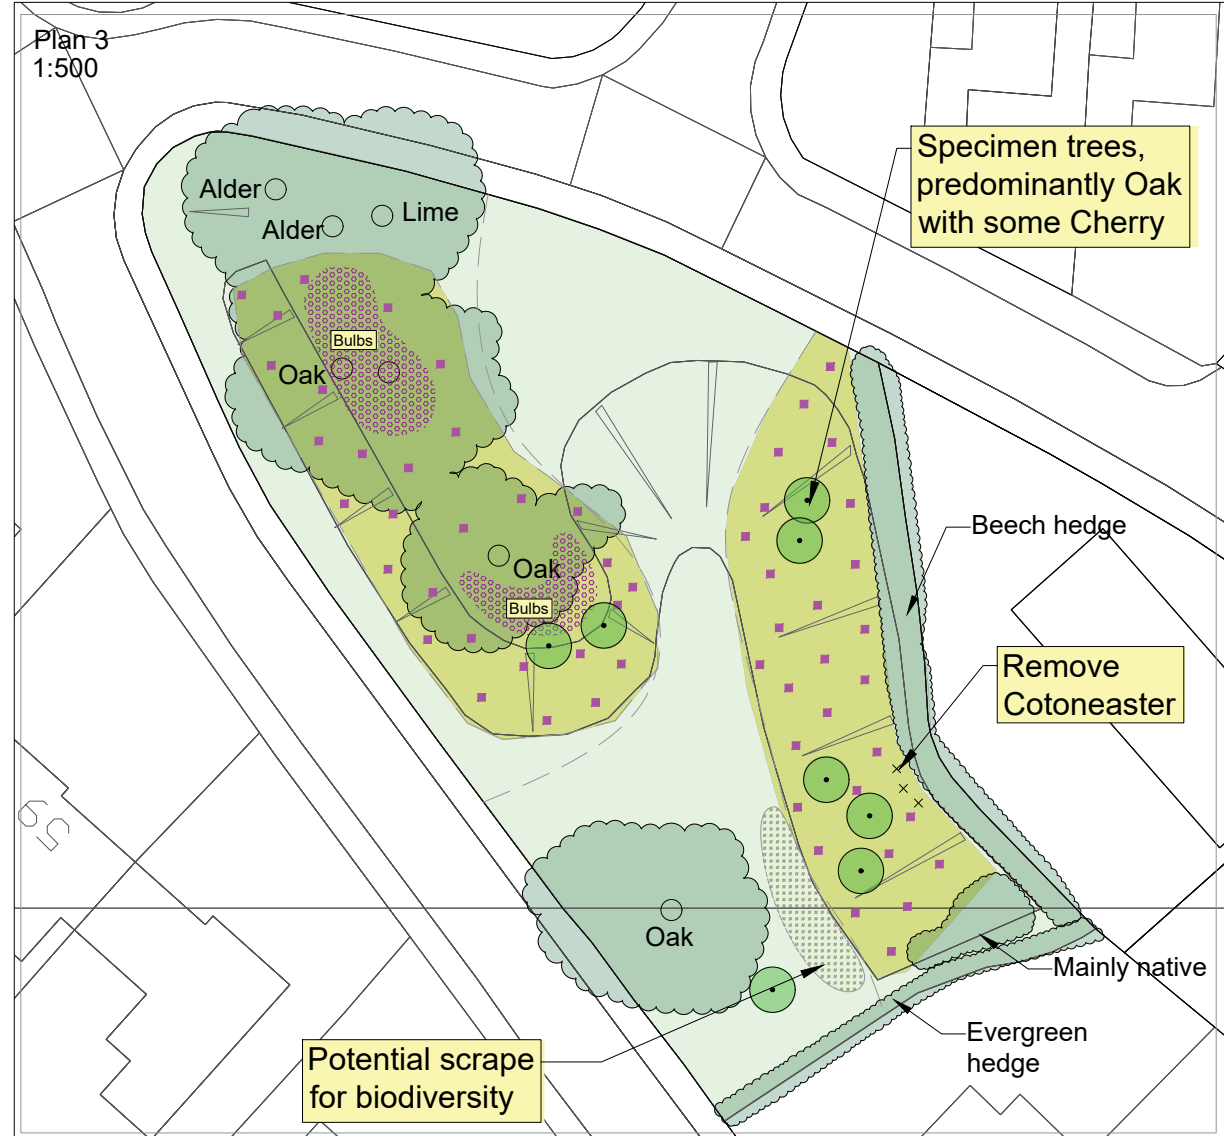 Plan 3
1:500
Specimen trees,
predominantly Oak
with some Cherry
Alder
Lime
Alder
Bulbs
Oak
Beech hedge
Oak
Bulbs
Remove
Cotoneaster
65
Oak
Mainly native
Evergreen
hedge
Potential scrape
for biodiversity